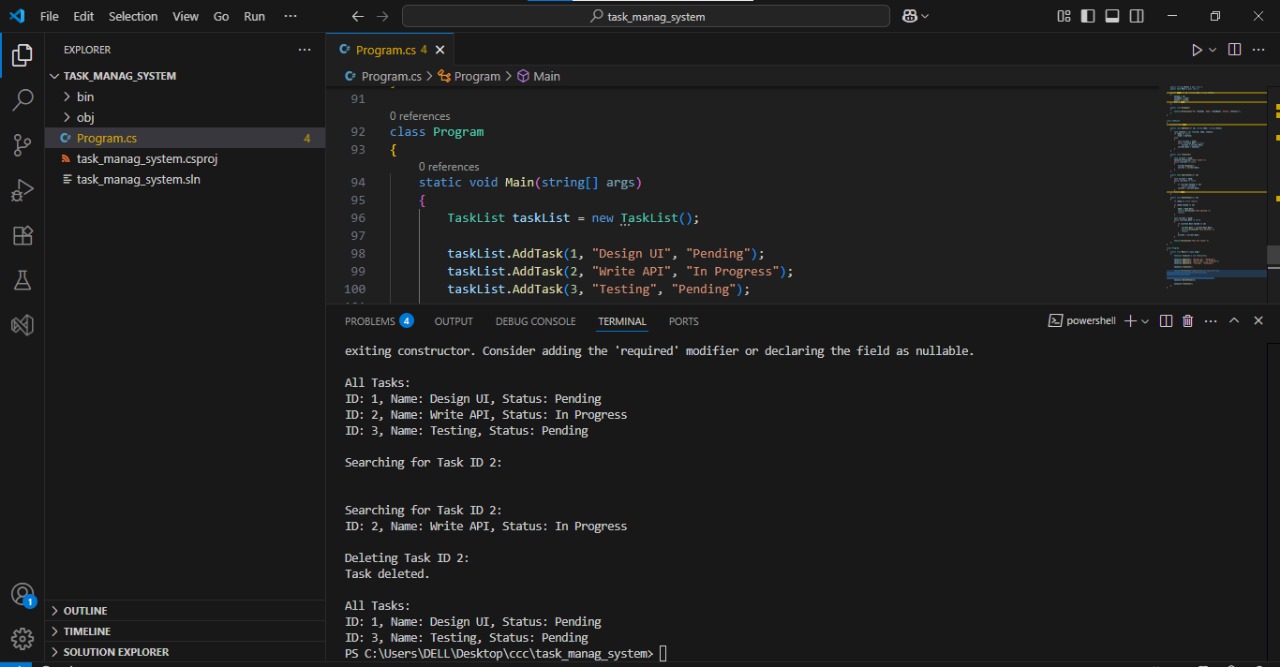 File Edit Selection View Go Run ··· task_manag_system
EXPLORER ···
TASK_MANAG_SYSTEM
bin
obj
Program.cs 4
task_manag_system.csproj
task_manag_system.sln
OUTLINE
TIMELINE
SOLUTION EXPLORER
1
Program.cs 4
Program.cs > Program > Main
91
0 references
92 class Program
93 {
0 references
94 static void Main(string[] args)
95 {
96 TaskList taskList = new TaskList();
97
98 taskList.AddTask(1, "Design UI", "Pending");
99 taskList.AddTask(2, "Write API", "In Progress");
100 taskList.AddTask(3, "Testing", "Pending");
PROBLEMS 4 OUTPUT DEBUG CONSOLE TERMINAL PORTS powershell
exiting constructor. Consider adding the 'required' modifier or declaring the field as nullable.
All Tasks:
ID: 1, Name: Design UI, Status: Pending
ID: 2, Name: Write API, Status: In Progress
ID: 3, Name: Testing, Status: Pending
Searching for Task ID 2:
Searching for Task ID 2:
ID: 2, Name: Write API, Status: In Progress
Deleting Task ID 2:
Task deleted.
All Tasks:
ID: 1, Name: Design UI, Status: Pending
ID: 3, Name: Testing, Status: Pending
PS C:\Users\DELL\Desktop\ccc\task_manag_system>